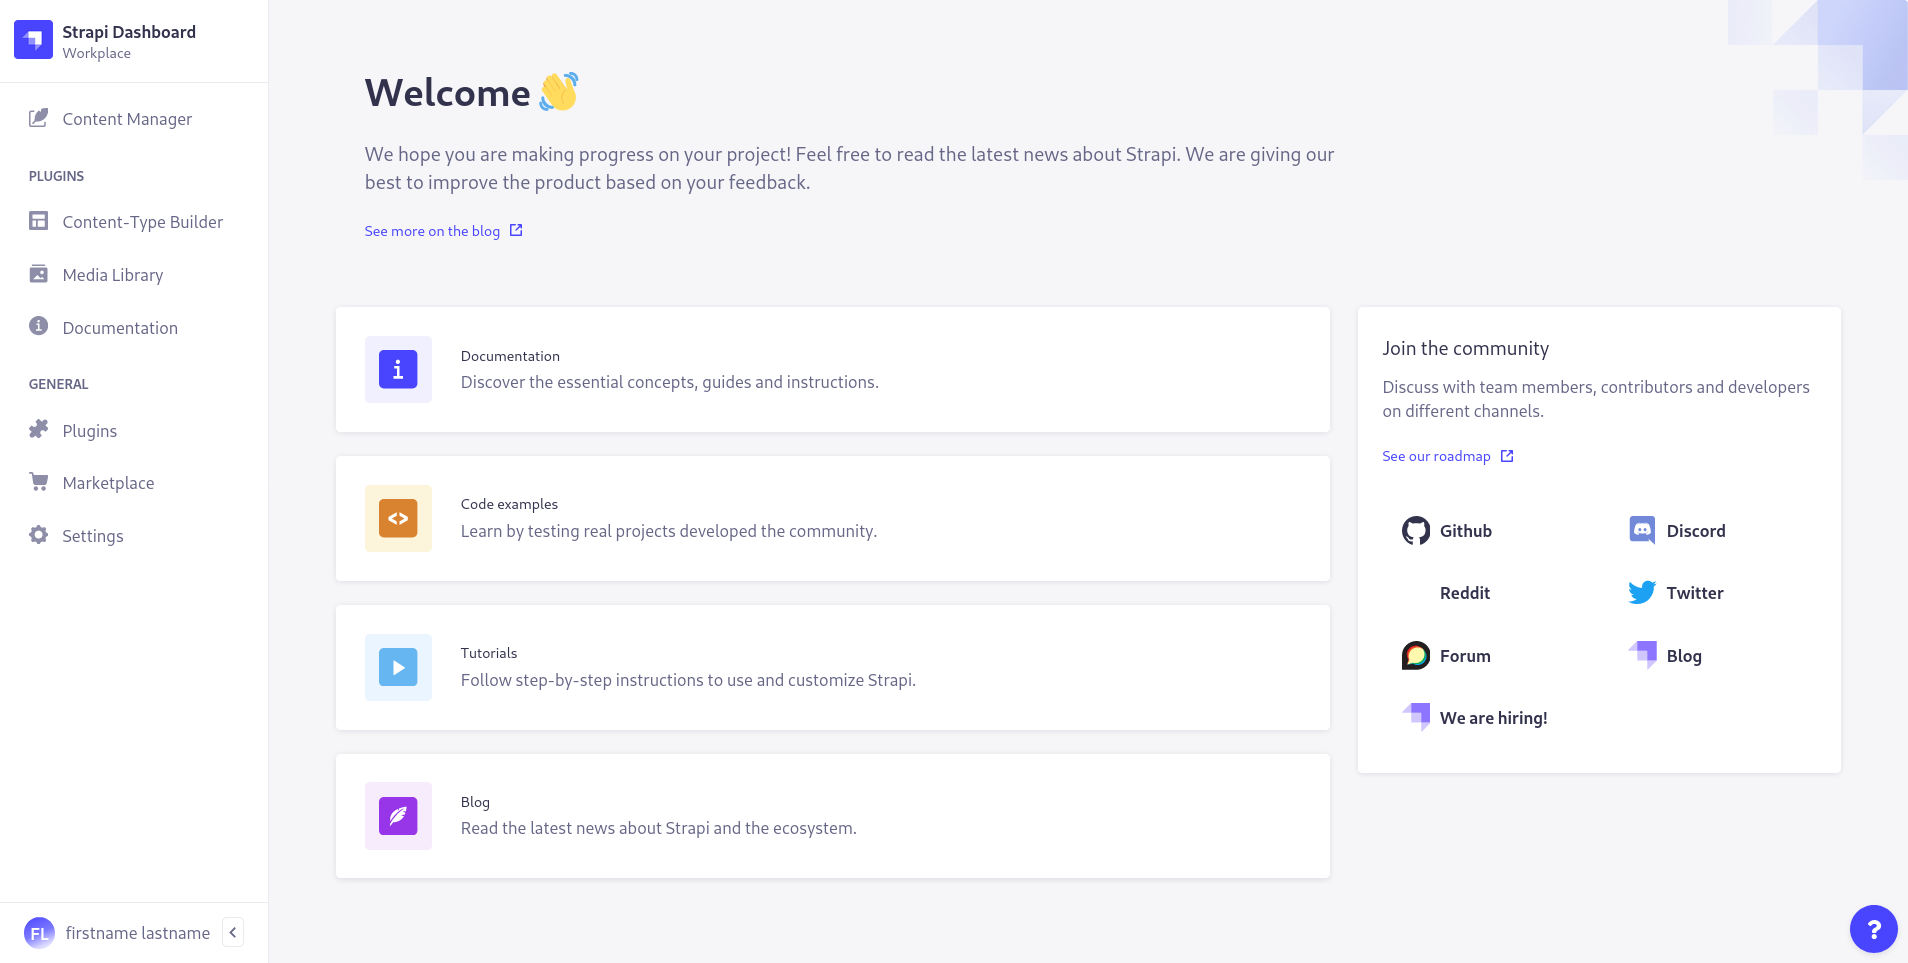 Strapi Dashboard
Workplace
Content Manager
PLUGINS
Content-Type Builder
Media Library
Documentation
GENERAL
Plugins
Marketplace
Settings
FL
firstname lastname
Welcome 👋
We hope you are making progress on your project! Feel free to read the latest news about Strapi. We are giving our
best to improve the product based on your feedback.
See more on the blog
Documentation
Discover the essential concepts, guides and instructions.
Code examples
Learn by testing real projects developed the community.
Tutorials
Follow step-by-step instructions to use and customize Strapi.
Blog
Read the latest news about Strapi and the ecosystem.
Join the community
Discuss with team members, contributors and developers
on different channels.
See our roadmap
Github
Discord
Reddit
Twitter
Forum
Blog
We are hiring!
?